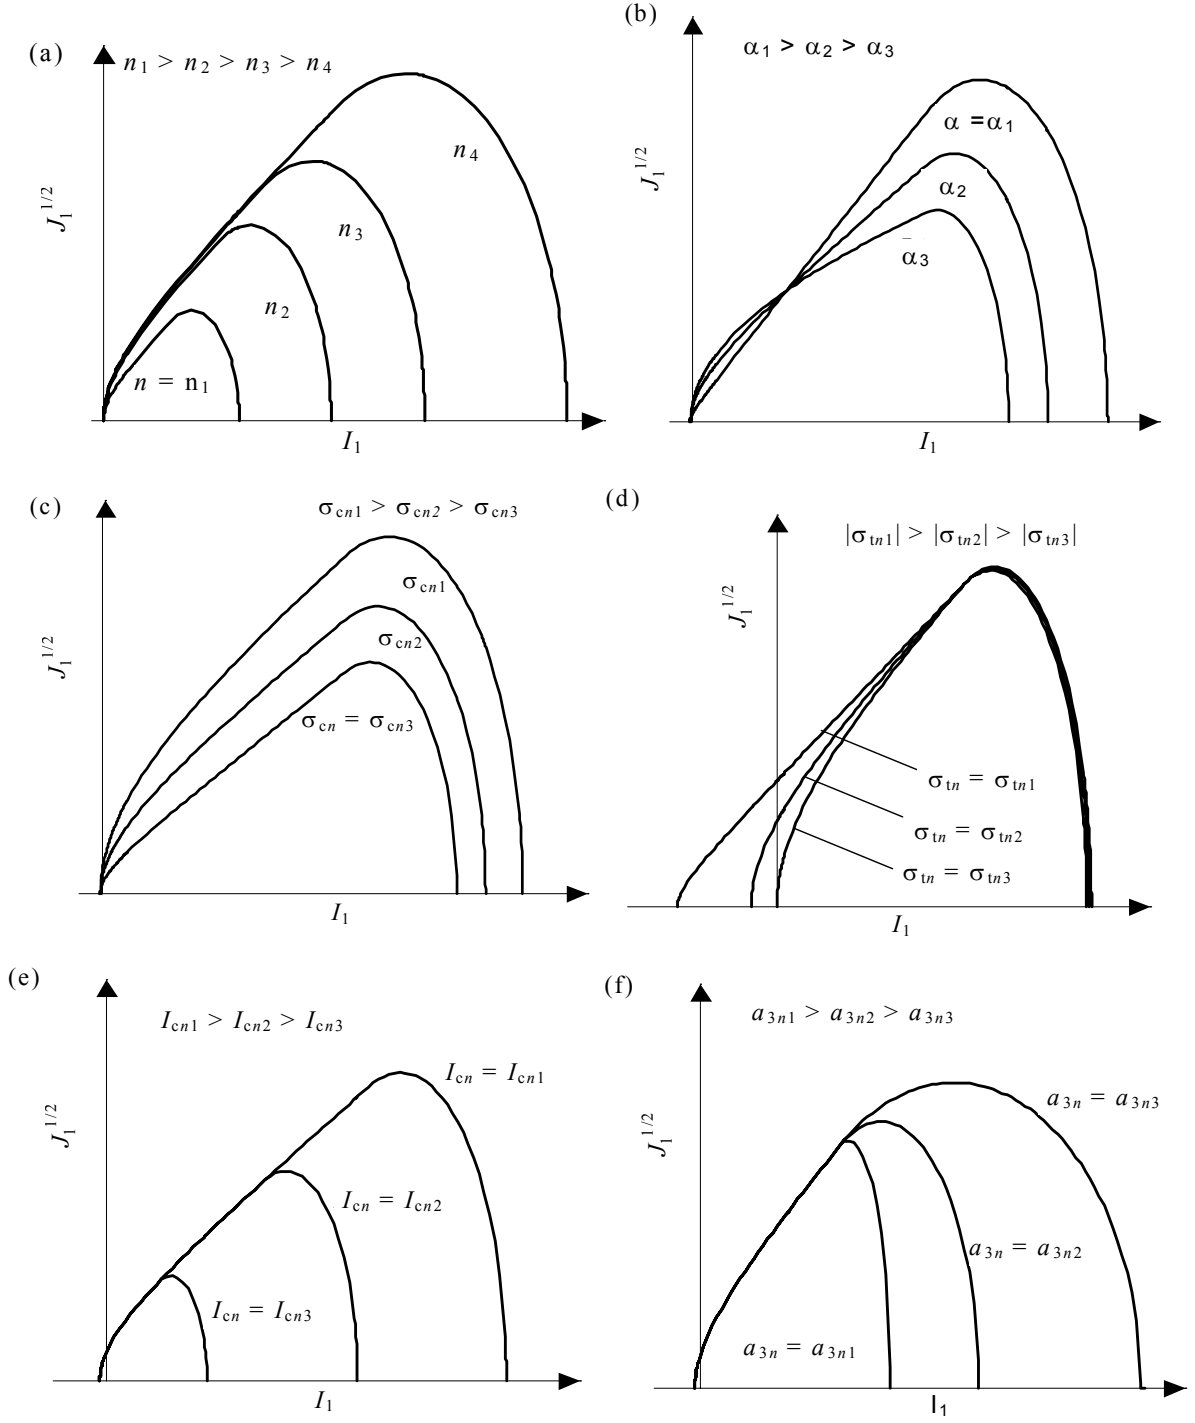 (a)
n₁ > n₂ > n₃ > n₄
J₁^1/2
n₄
n₃
n₂
n = n₁
I₁
(b)
α₁ > α₂ > α₃
J₁^1/2
α = α₁
α₂
α₃
I₁
(c)
σcn1 > σcn2 > σcn3
J₁^1/2
σcn1
σcn2
σcn = σcn3
I₁
(d)
|σtn1| > |σtn2| > |σtn3|
J₁^1/2
σtn = σtn1
σtn = σtn2
σtn = σtn3
I₁
(e)
Icn1 > Icn2 > Icn3
Icn = Icn1
J₁^1/2
Icn = Icn2
Icn = Icn3
I₁
(f)
a3n1 > a3n2 > a3n3
a3n = a3n3
J₁^1/2
a3n = a3n2
a3n = a3n1
I₁